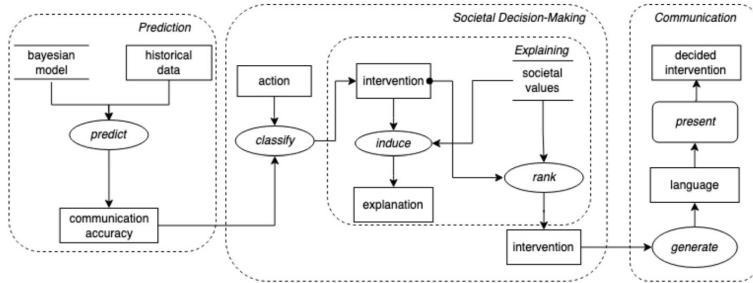 Prediction
bayesian
model
historical
data
predict
communication
accuracy
Societal Decision-Making
action
classify
Explaining
intervention
societal
values
induce
rank
explanation
intervention
Communication
decided
intervention
present
language
generate